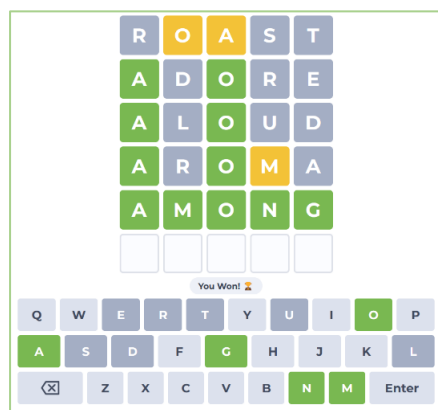 R O A S T
A D O R E
A L O U D
A R O M A
A M O N G
You Won! 🏆
Q W E R T Y U I O P
A S D F G H J K L
Z X C V B N M Enter